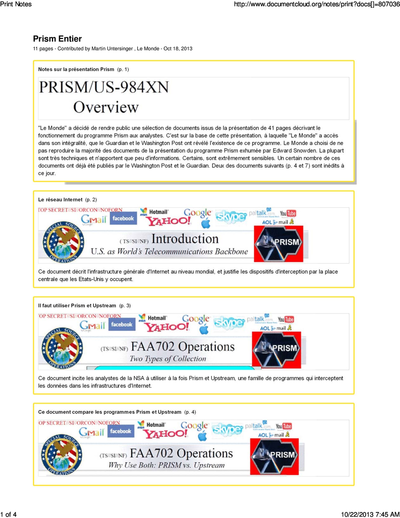 Print Notes http://www.documentcloud.org/notes/print?docs[]=807036
Prism Entier
11 pages - Contributed by Martin Untersinger , Le Monde - Oct 18, 2013
Notes sur la présentation Prism (p. 1)
PRISM/US-984XN
Overview
"Le Monde" a décidé de rendre public une sélection de documents issus de la présentation de 41 pages décrivant le
fonctionnement du programme Prism aux analystes. C'est sur la base de cette présentation, à laquelle "Le Monde" a accès
dans son intégralité, que le Guardian et le Washington Post ont révélé l'existence de ce programme. Le Monde a choisi de ne
pas reproduire la majorité des documents de la présentation du programme Prism exhumée par Edward Snowden. La plupart
sont très techniques et n'apportent que peu d'informations. Certains, sont extrêmement sensibles. Un certain nombre de ces
documents ont déjà été publiés par le Washington Post et le Guardian. Deux des documents suivants (p. 4 et 7) sont inédits à
ce jour.
Le réseau Internet (p. 2)
TOP SECRET//SI//ORCON//NOFORN
Gmail facebook Hotmail YAHOO! Google skype paltalk YouTube
AOL mail
(TS//SI//NF) Introduction
U.S. as World's Telecommunications Backbone
PRISM
Ce document décrit l'infrastructure générale d'Internet au niveau mondial, et justifie les dispositifs d'interception par la place
centrale que les Etats-Unis y occupent.
Il faut utiliser Prism et Upstream (p. 3)
TOP SECRET//SI//ORCON//NOFORN
Gmail facebook Hotmail YAHOO! Google skype paltalk YouTube
AOL mail
(TS//SI//NF) FAA702 Operations
Two Types of Collection
PRISM
Ce document incite les analystes de la NSA à utiliser à la fois Prism et Upstream, une famille de programmes qui interceptent
les données dans les infrastructures d'Internet.
Ce document compare les programmes Prism et Upstream (p. 4)
TOP SECRET//SI//ORCON//NOFORN
Gmail facebook Hotmail YAHOO! Google skype paltalk YouTube
AOL mail
(TS//SI//NF) FAA702 Operations
Why Use Both: PRISM vs. Upstream
PRISM
1 of 4 10/22/2013 7:45 AM